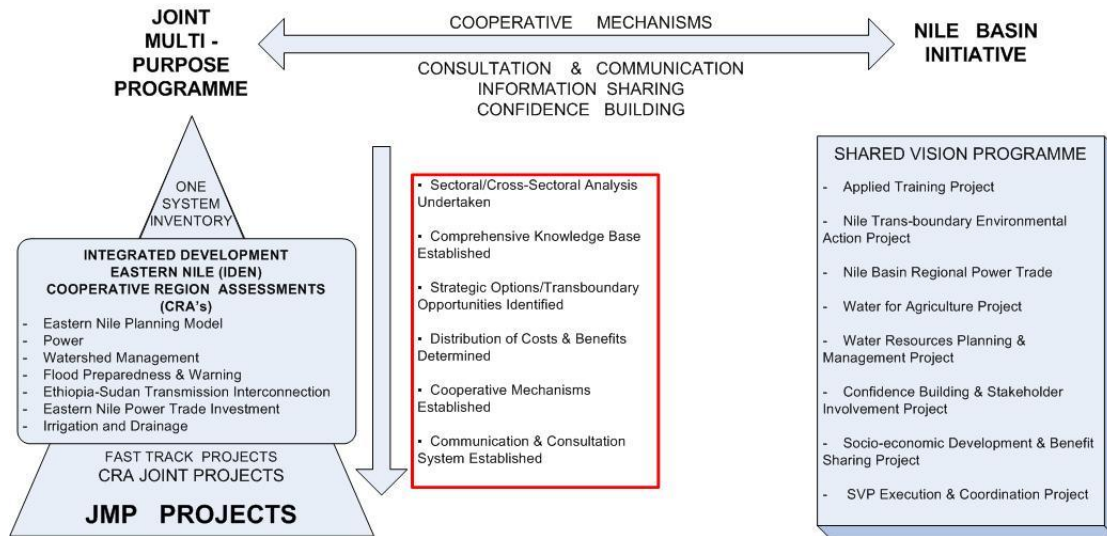 JOINT
MULTI -
PURPOSE
PROGRAMME
COOPERATIVE MECHANISMS
CONSULTATION & COMMUNICATION
INFORMATION SHARING
CONFIDENCE BUILDING
NILE BASIN
INITIATIVE
ONE
SYSTEM
INVENTORY
INTEGRATED DEVELOPMENT
EASTERN NILE (IDEN)
COOPERATIVE REGION ASSESSMENTS
(CRA's)
- Eastern Nile Planning Model
- Power
- Watershed Management
- Flood Preparedness & Warning
- Ethiopia-Sudan Transmission Interconnection
- Eastern Nile Power Trade Investment
- Irrigation and Drainage
FAST TRACK PROJECTS
CRA JOINT PROJECTS
JMP PROJECTS
▪ Sectoral/Cross-Sectoral Analysis
Undertaken
▪ Comprehensive Knowledge Base
Established
▪ Strategic Options/Transboundary
Opportunities Identified
▪ Distribution of Costs & Benefits
Determined
▪ Cooperative Mechanisms
Established
▪ Communication & Consultation
System Established
SHARED VISION PROGRAMME
- Applied Training Project
- Nile Trans-boundary Environmental
Action Project
- Nile Basin Regional Power Trade
- Water for Agriculture Project
- Water Resources Planning &
Management Project
- Confidence Building & Stakeholder
Involvement Project
- Socio-economic Development & Benefit
Sharing Project
- SVP Execution & Coordination Project